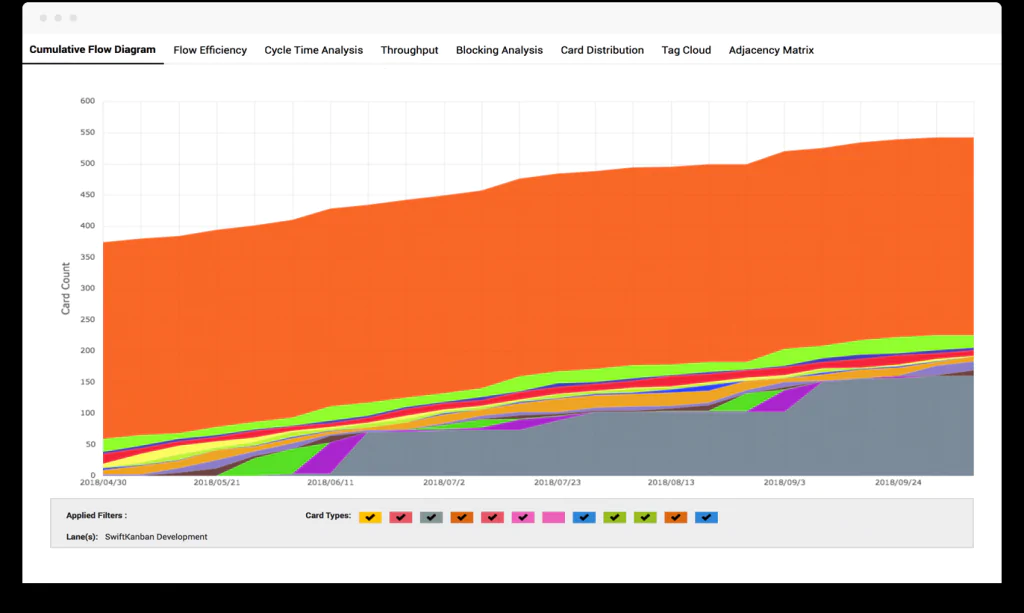 Cumulative Flow Diagram Flow Efficiency Cycle Time Analysis Throughput Blocking Analysis Card Distribution Tag Cloud Adjacency Matrix
600
550
500
450
400
350
300
250
200
150
100
50
0
Card Count
2018/04/30 2018/05/21 2018/06/11 2018/07/2 2018/07/23 2018/08/13 2018/09/3 2018/09/24
Applied Filters : Card Types:
Lane(s): SwiftKanban Development